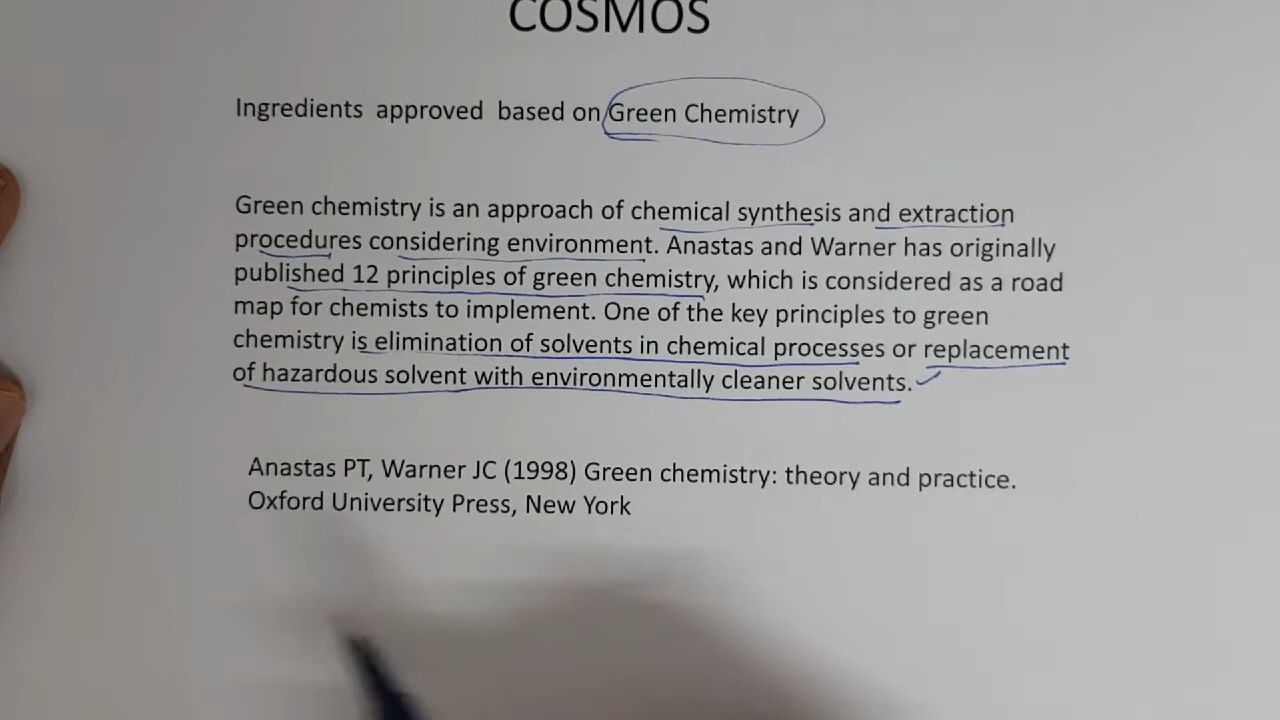 COSMOS
Ingredients approved based on Green Chemistry
Green chemistry is an approach of chemical synthesis and extraction
procedures considering environment. Anastas and Warner has originally
published 12 principles of green chemistry, which is considered as a road
map for chemists to implement. One of the key principles to green
chemistry is elimination of solvents in chemical processes or replacement
of hazardous solvent with environmentally cleaner solvents.
Anastas PT, Warner JC (1998) Green chemistry: theory and practice.
Oxford University Press, New York